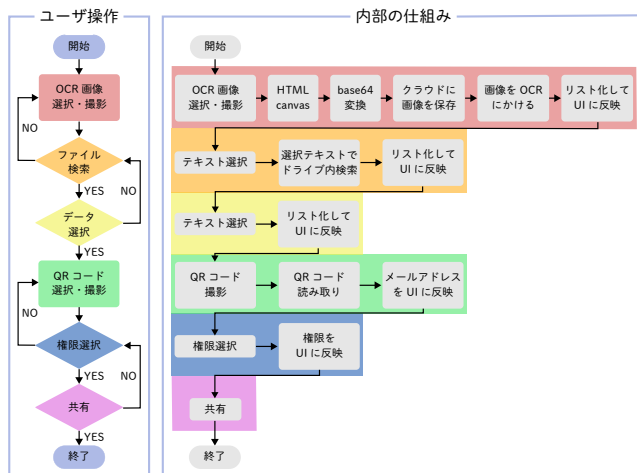 ユーザ操作
開始
OCR 画像
選択・撮影
NO
ファイル
検索
YES
NO
データ
選択
YES
QR コード
選択・撮影
NO
権限選択
YES
NO
共有
YES
終了
内部の仕組み
開始
OCR 画像
選択・撮影
HTML
canvas
base64
変換
クラウドに
画像を保存
画像を OCR
にかける
リスト化して
UI に反映
テキスト選択
選択テキストで
ドライブ内検索
リスト化して
UI に反映
テキスト選択
リスト化して
UI に反映
QR コード
撮影
QR コード
読み取り
メールアドレス
を UI に反映
権限選択
権限を
UI に反映
共有
終了